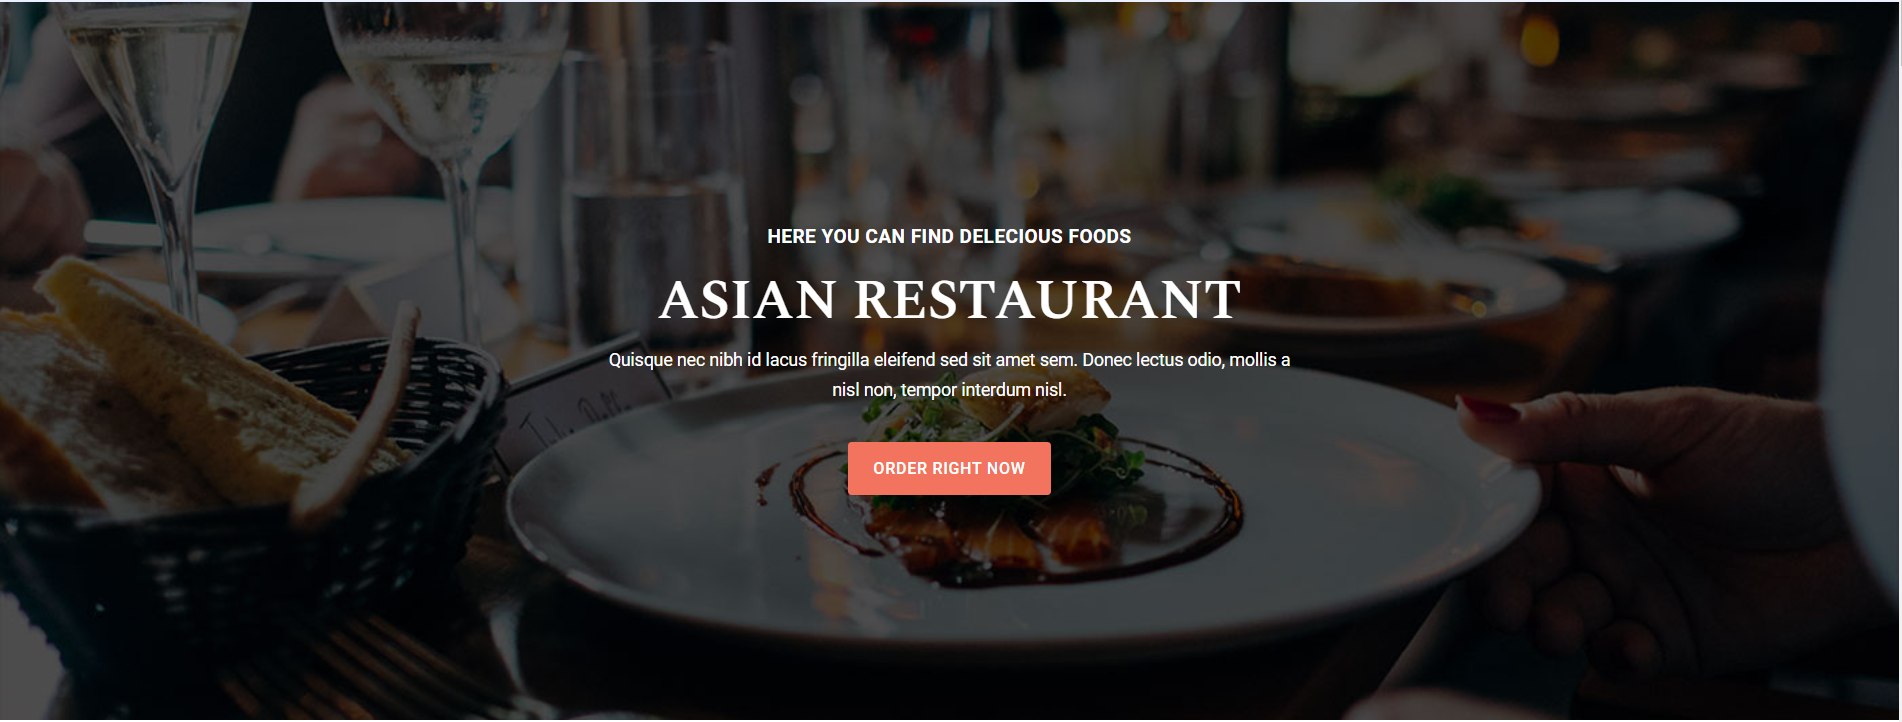 HERE YOU CAN FIND DELECIOUS FOODS
ASIAN RESTAURANT
Quisque nec nibh id lacus fringilla eleifend sed sit amet sem. Donec lectus odio, mollis a
nisl non, tempor interdum nisl.
ORDER RIGHT NOW